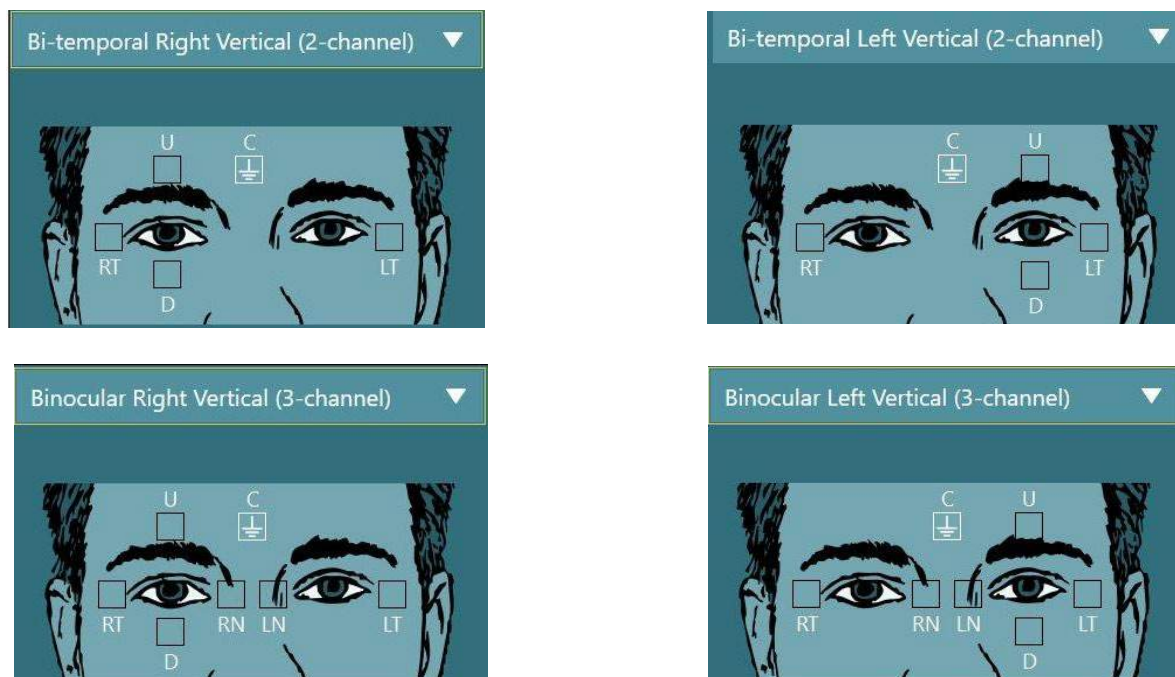 Bi-temporal Right Vertical (2-channel)
U C
RT LT
D
Bi-temporal Left Vertical (2-channel)
C U
RT LT
D
Binocular Right Vertical (3-channel)
U C
RT RN LN LT
D
Binocular Left Vertical (3-channel)
C U
RT RN LN LT
D